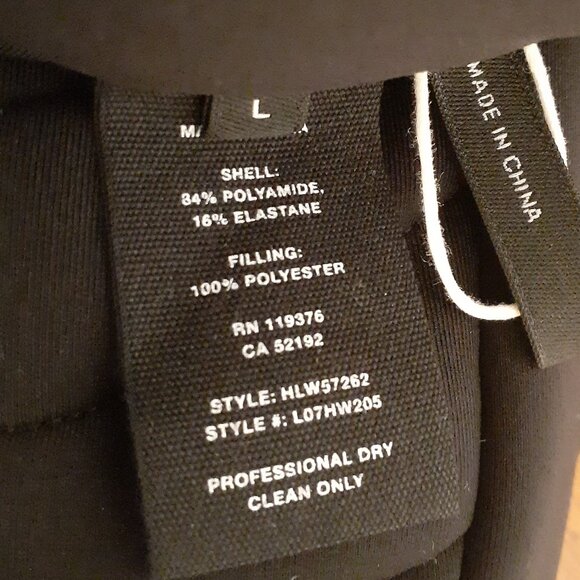 L
SHELL:
84% POLYAMIDE,
16% ELASTANE
FILLING:
100% POLYESTER
RN 119376
CA 52192
STYLE: HLW57262
STYLE #: L07HW205
PROFESSIONAL DRY
CLEAN ONLY
MADE IN CHINA